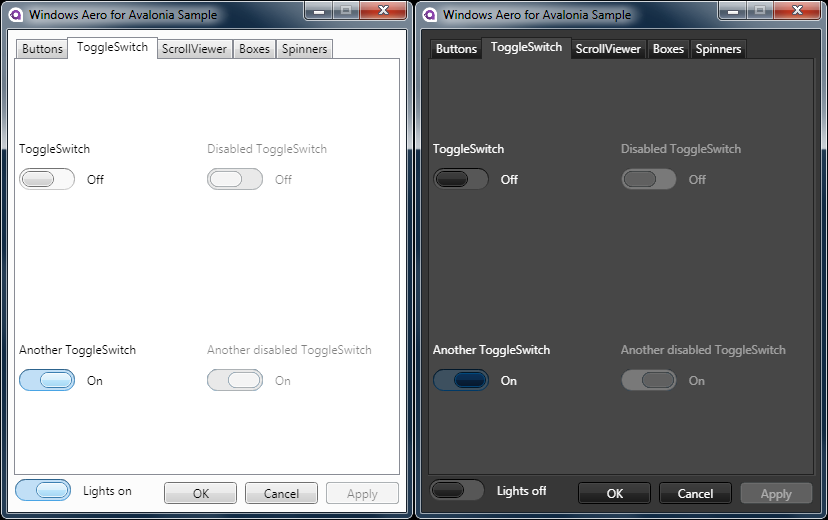 Windows Aero for Avalonia Sample
Buttons ToggleSwitch ScrollViewer Boxes Spinners
ToggleSwitch Disabled ToggleSwitch
Off Off
Another ToggleSwitch Another disabled ToggleSwitch
On On
Lights on OK Cancel Apply
Windows Aero for Avalonia Sample
Buttons ToggleSwitch ScrollViewer Boxes Spinners
ToggleSwitch Disabled ToggleSwitch
Off Off
Another ToggleSwitch Another disabled ToggleSwitch
On On
Lights off OK Cancel Apply